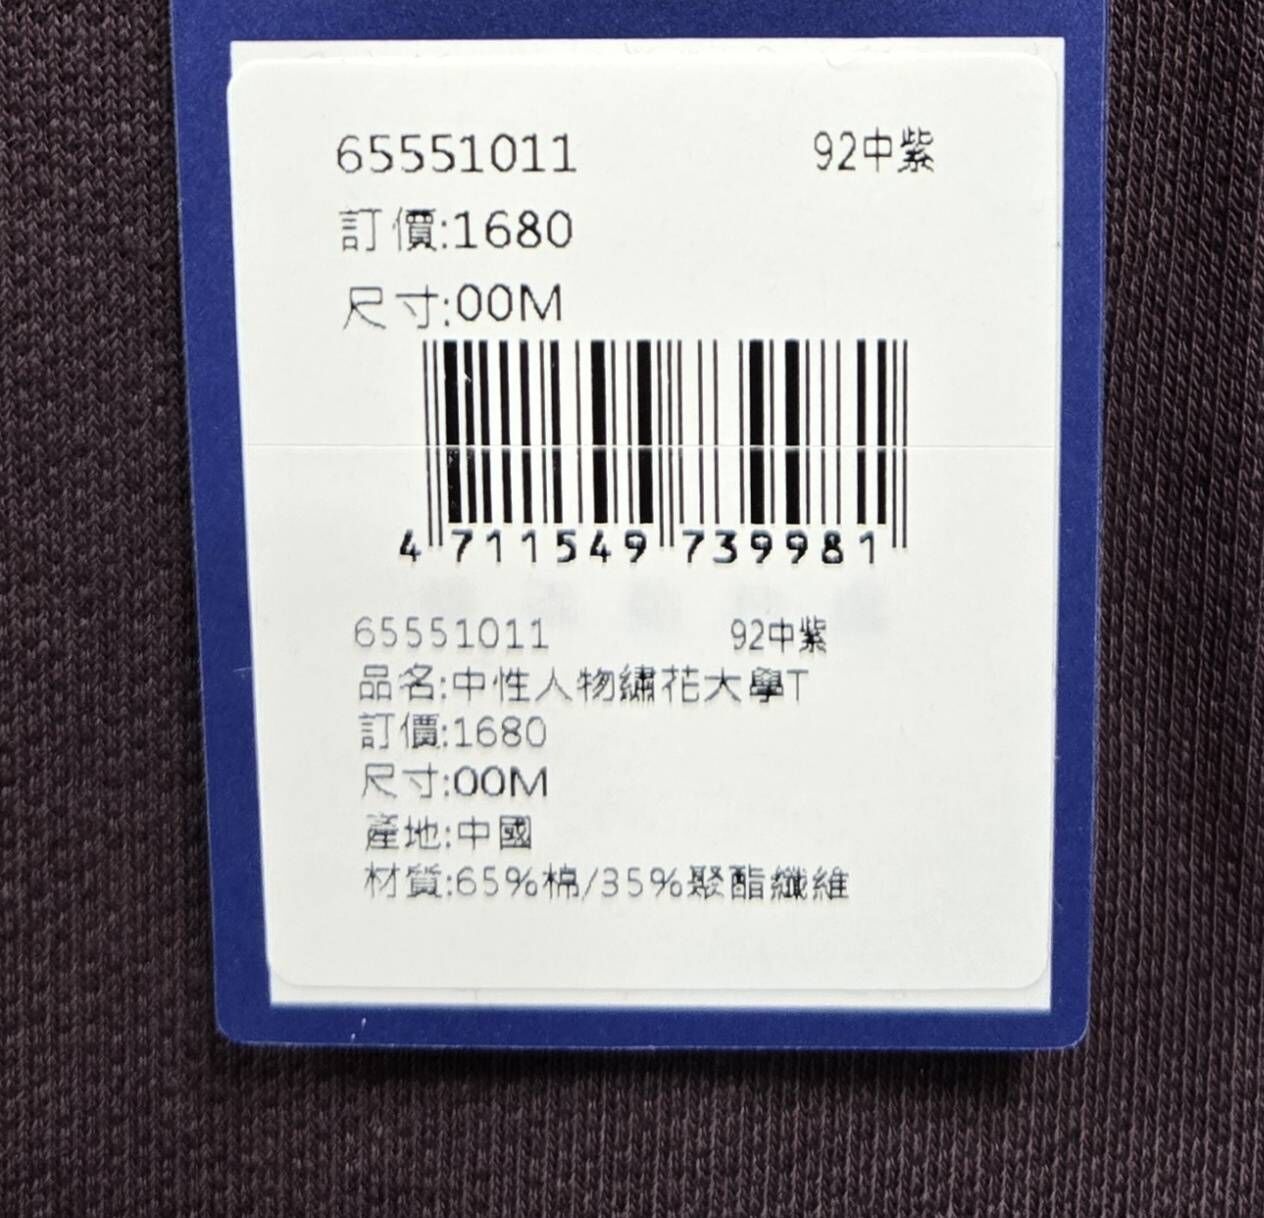 65551011 92中紫
訂價:1680
尺寸:00M
4 711549 739981
65551011 92中紫
品名:中性人物繡花大學T
訂價:1680
尺寸:00M
產地:中國
材質:65%棉/35%聚酯纖維